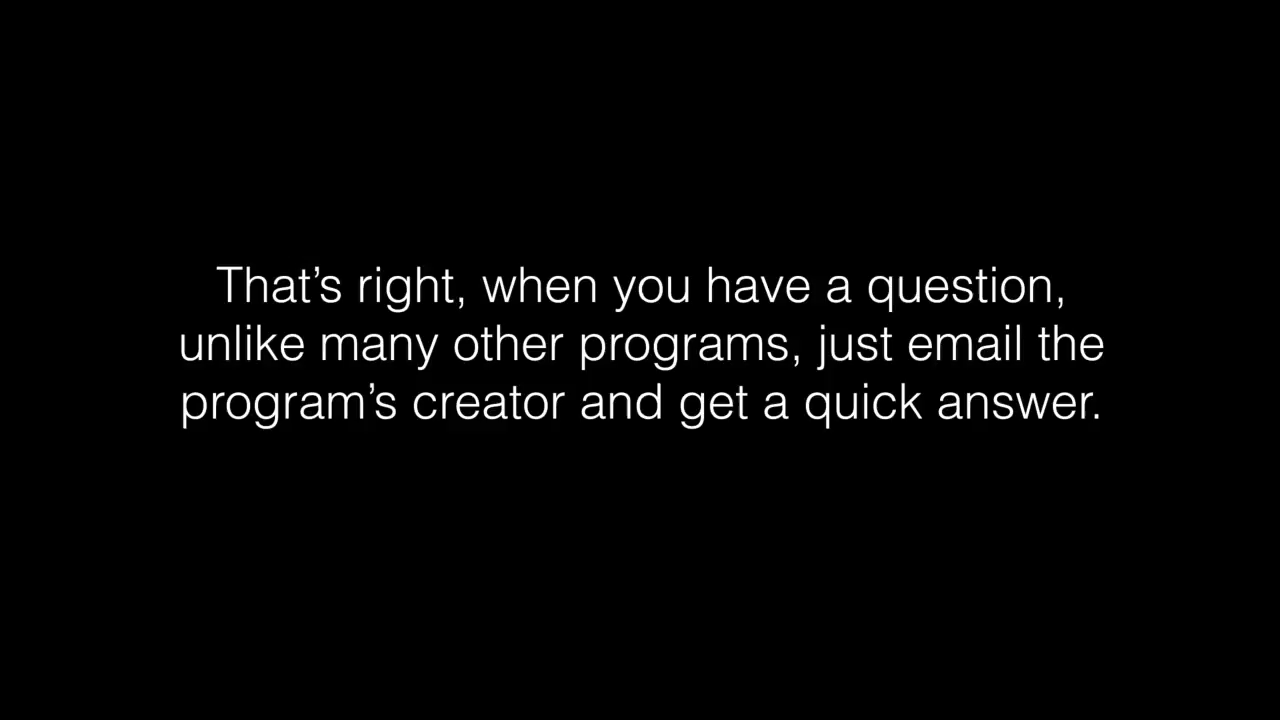 That’s right, when you have a question,
unlike many other programs, just email the
program’s creator and get a quick answer.